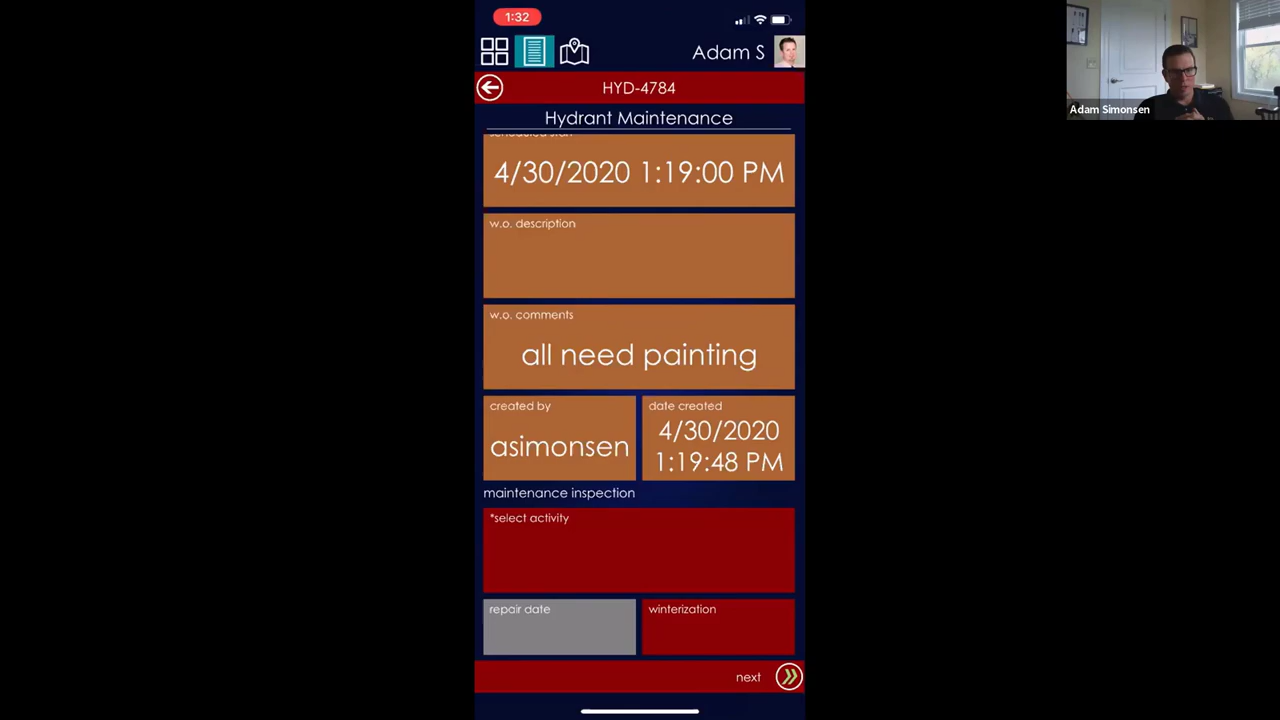 1:32
Adam S
HYD-4784
Hydrant Maintenance
scheduled start
4/30/2020 1:19:00 PM
w.o. description
w.o. comments
all need painting
created by
asimonsen
date created
4/30/2020
1:19:48 PM
maintenance inspection
*select activity
repair date
winterization
next
Adam Simonsen